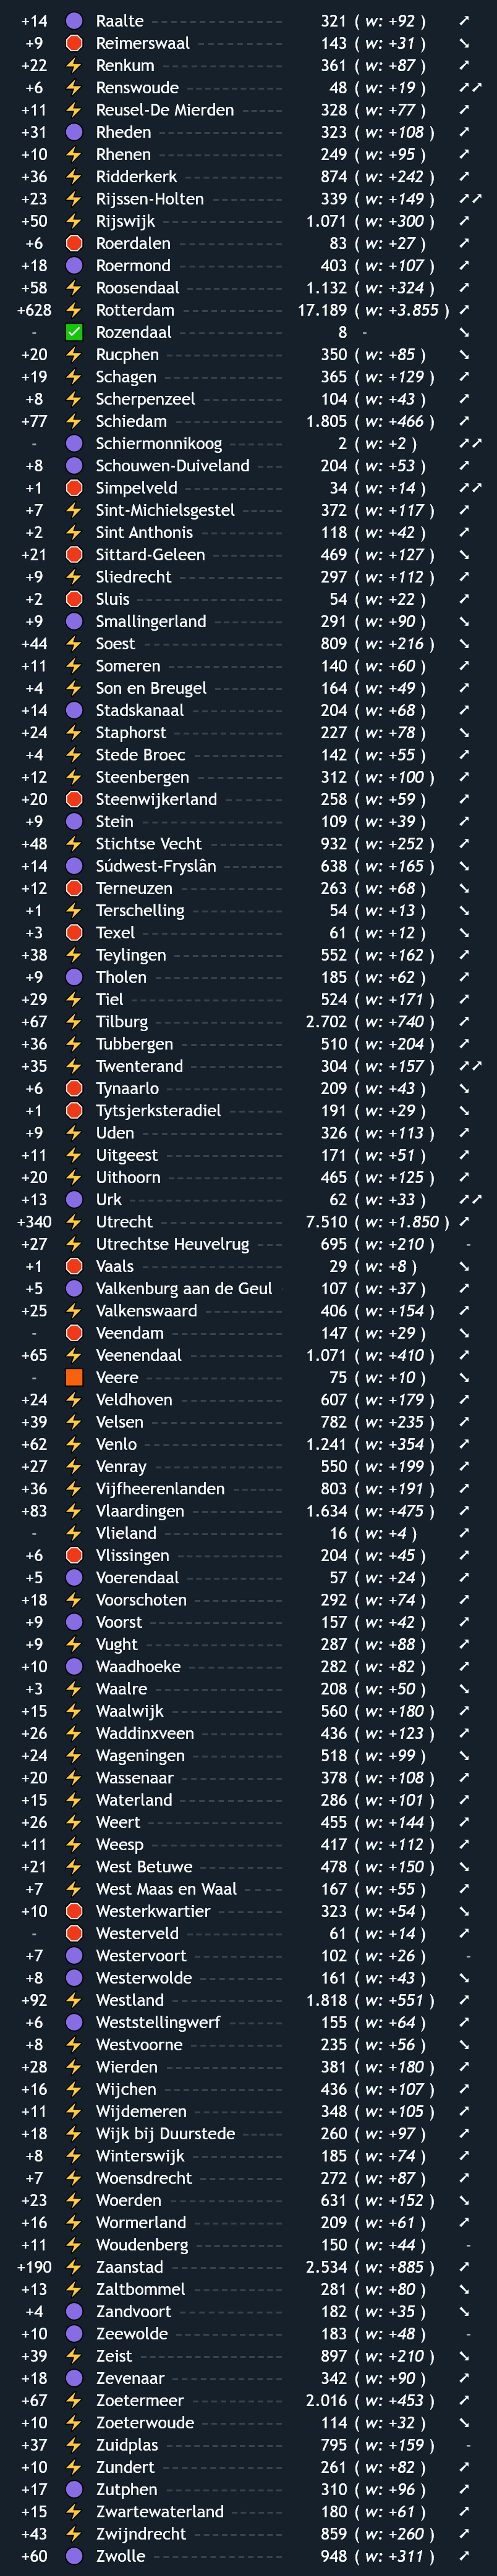 +14 Raalte 321 ( w: +92 )
+9 Reimerswaal 143 ( w: +31 )
+22 Renkum 361 ( w: +87 )
+6 Renswoude 48 ( w: +19 )
+11 Reusel-De Mierden 328 ( w: +77 )
+31 Rheden 323 ( w: +108 )
+10 Rhenen 249 ( w: +95 )
+36 Ridderkerk 874 ( w: +242 )
+23 Rijssen-Holten 339 ( w: +149 )
+50 Rijswijk 1.071 ( w: +300 )
+6 Roerdalen 83 ( w: +27 )
+18 Roermond 403 ( w: +107 )
+58 Roosendaal 1.132 ( w: +324 )
+628 Rotterdam 17.189 ( w: +3.855 )
- Rozendaal 8 -
+20 Rucphen 350 ( w: +85 )
+19 Schagen 365 ( w: +129 )
+8 Scherpenzeel 104 ( w: +43 )
+77 Schiedam 1.805 ( w: +466 )
- Schiermonnikoog 2 ( w: +2 )
+8 Schouwen-Duiveland 204 ( w: +53 )
+1 Simpelveld 34 ( w: +14 )
+7 Sint-Michielsgestel 372 ( w: +117 )
+2 Sint Anthonis 118 ( w: +42 )
+21 Sittard-Geleen 469 ( w: +127 )
+9 Sliedrecht 297 ( w: +112 )
+2 Sluis 54 ( w: +22 )
+9 Smallingerland 291 ( w: +90 )
+44 Soest 809 ( w: +216 )
+11 Someren 140 ( w: +60 )
+4 Son en Breugel 164 ( w: +49 )
+14 Stadskanaal 204 ( w: +68 )
+24 Staphorst 227 ( w: +78 )
+4 Stede Broec 142 ( w: +55 )
+12 Steenbergen 312 ( w: +100 )
+20 Steenwijkerland 258 ( w: +59 )
+9 Stein 109 ( w: +39 )
+48 Stichtse Vecht 932 ( w: +252 )
+14 Súdwest-Fryslân 638 ( w: +165 )
+12 Terneuzen 263 ( w: +68 )
+1 Terschelling 54 ( w: +13 )
+3 Texel 61 ( w: +12 )
+38 Teylingen 552 ( w: +162 )
+9 Tholen 185 ( w: +62 )
+29 Tiel 524 ( w: +171 )
+67 Tilburg 2.702 ( w: +740 )
+36 Tubbergen 510 ( w: +204 )
+35 Twenterand 304 ( w: +157 )
+6 Tynaarlo 209 ( w: +43 )
+1 Tytsjerksteradiel 191 ( w: +29 )
+9 Uden 326 ( w: +113 )
+11 Uitgeest 171 ( w: +51 )
+20 Uithoorn 465 ( w: +125 )
+13 Urk 62 ( w: +33 )
+340 Utrecht 7.510 ( w: +1.850 )
+27 Utrechtse Heuvelrug 695 ( w: +210 ) -
+1 Vaals 29 ( w: +8 )
+5 Valkenburg aan de Geul 107 ( w: +37 )
+25 Valkenswaard 406 ( w: +154 )
- Veendam 147 ( w: +29 )
+65 Veenendaal 1.071 ( w: +410 )
- Veere 75 ( w: +10 )
+24 Veldhoven 607 ( w: +179 )
+39 Velsen 782 ( w: +235 )
+62 Venlo 1.241 ( w: +354 )
+27 Venray 550 ( w: +199 )
+36 Vijfheerenlanden 803 ( w: +191 )
+83 Vlaardingen 1.634 ( w: +475 )
- Vlieland 16 ( w: +4 )
+6 Vlissingen 204 ( w: +45 )
+5 Voerendaal 57 ( w: +24 )
+18 Voorschoten 292 ( w: +74 )
+9 Voorst 157 ( w: +42 )
+9 Vught 287 ( w: +88 )
+10 Waadhoeke 282 ( w: +82 )
+3 Waalre 208 ( w: +50 )
+15 Waalwijk 560 ( w: +180 )
+26 Waddinxveen 436 ( w: +123 )
+24 Wageningen 518 ( w: +99 )
+20 Wassenaar 378 ( w: +108 )
+15 Waterland 286 ( w: +101 )
+26 Weert 455 ( w: +144 )
+11 Weesp 417 ( w: +112 )
+21 West Betuwe 478 ( w: +150 )
+7 West Maas en Waal 167 ( w: +55 )
+10 Westerkwartier 323 ( w: +54 )
- Westerveld 61 ( w: +14 )
+7 Westervoort 102 ( w: +26 ) -
+8 Westerwolde 161 ( w: +43 )
+92 Westland 1.818 ( w: +551 )
+6 Weststellingwerf 155 ( w: +64 )
+8 Westvoorne 235 ( w: +56 )
+28 Wierden 381 ( w: +180 )
+16 Wijchen 436 ( w: +107 )
+11 Wijdemeren 348 ( w: +105 )
+18 Wijk bij Duurstede 260 ( w: +97 )
+8 Winterswijk 185 ( w: +74 )
+7 Woensdrecht 272 ( w: +87 )
+23 Woerden 631 ( w: +152 )
+16 Wormerland 209 ( w: +61 )
+11 Woudenberg 150 ( w: +44 ) -
+190 Zaanstad 2.534 ( w: +885 )
+13 Zaltbommel 281 ( w: +80 )
+4 Zandvoort 182 ( w: +35 )
+10 Zeewolde 183 ( w: +48 ) -
+39 Zeist 897 ( w: +210 )
+18 Zevenaar 342 ( w: +90 )
+67 Zoetermeer 2.016 ( w: +453 )
+10 Zoeterwoude 114 ( w: +32 )
+37 Zuidplas 795 ( w: +159 ) -
+10 Zundert 261 ( w: +82 )
+17 Zutphen 310 ( w: +96 )
+15 Zwartewaterland 180 ( w: +61 )
+43 Zwijndrecht 859 ( w: +260 )
+60 Zwolle 948 ( w: +311 )